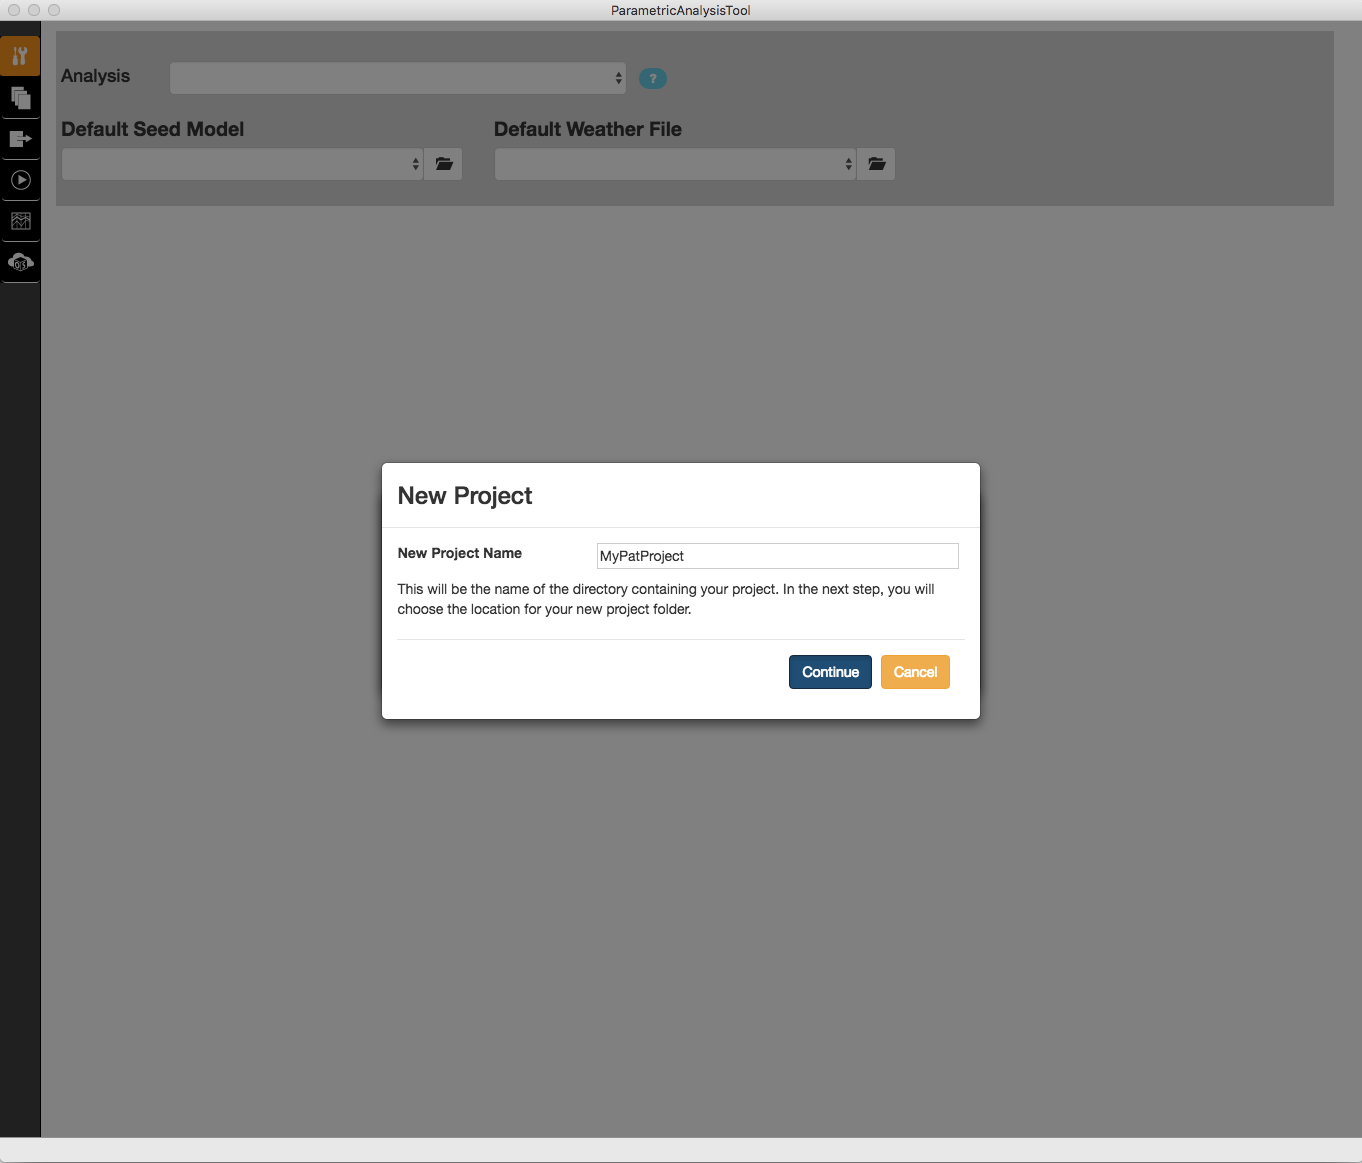 ParametricAnalysisTool
Analysis
?
Default Seed Model
Default Weather File
New Project
New Project Name
MyPatProject
This will be the name of the directory containing your project. In the next step, you will
choose the location for your new project folder.
Continue
Cancel